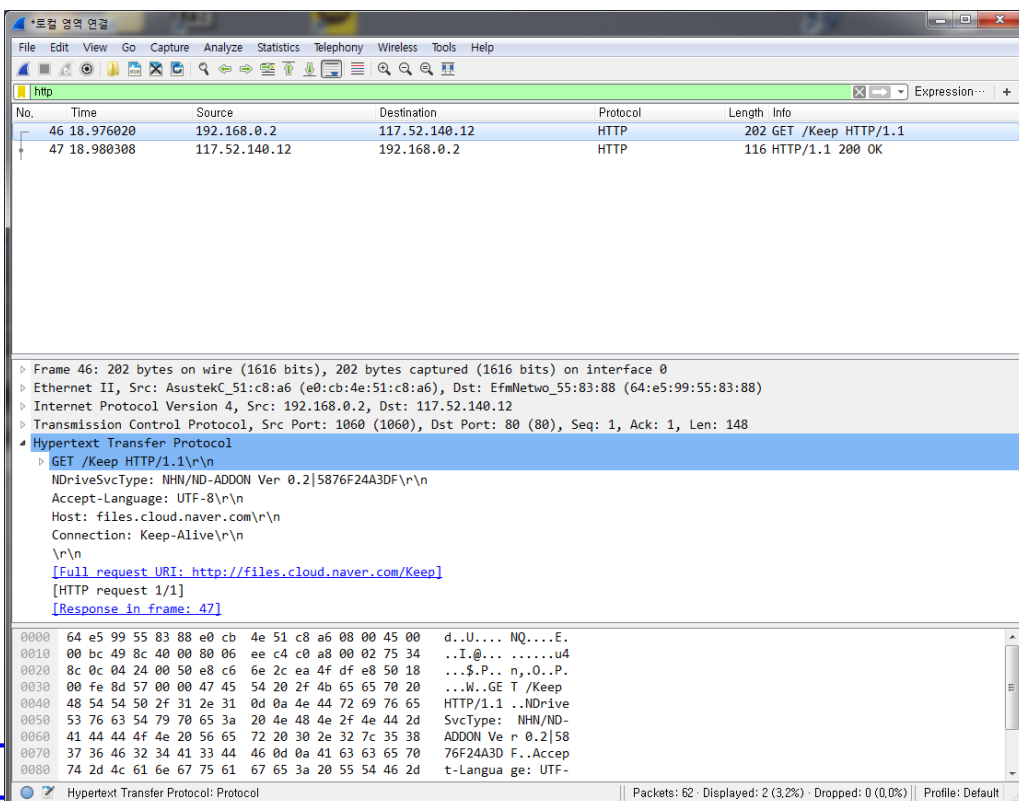 *로컬 영역 연결
File Edit View Go Capture Analyze Statistics Telephony Wireless Tools Help
http Expression… +
No. Time Source Destination Protocol Length Info
46 18.976020 192.168.0.2 117.52.140.12 HTTP 202 GET /Keep HTTP/1.1
47 18.980308 117.52.140.12 192.168.0.2 HTTP 116 HTTP/1.1 200 OK
Frame 46: 202 bytes on wire (1616 bits), 202 bytes captured (1616 bits) on interface 0
Ethernet II, Src: AsustekC_51:c8:a6 (e0:cb:4e:51:c8:a6), Dst: EfmNetwo_55:83:88 (64:e5:99:55:83:88)
Internet Protocol Version 4, Src: 192.168.0.2, Dst: 117.52.140.12
Transmission Control Protocol, Src Port: 1060 (1060), Dst Port: 80 (80), Seq: 1, Ack: 1, Len: 148
Hypertext Transfer Protocol
GET /Keep HTTP/1.1\r\n
NDriveSvcType: NHN/ND-ADDON Ver 0.2|5876F24A3DF\r\n
Accept-Language: UTF-8\r\n
Host: files.cloud.naver.com\r\n
Connection: Keep-Alive\r\n
\r\n
[Full request URI: http://files.cloud.naver.com/Keep]
[HTTP request 1/1]
[Response in frame: 47]
0000 64 e5 99 55 83 88 e0 cb 4e 51 c8 a6 08 00 45 00 d..U.... NQ....E.
0010 00 bc 49 8c 40 00 80 06 ee c4 c0 a8 00 02 75 34 ..I.@... ......u4
0020 8c 0c 04 24 00 50 e8 c6 6e 2c ea 4f df e8 50 18 ...$.P.. n,.O..P.
0030 00 fe 8d 57 00 00 47 45 54 20 2f 4b 65 65 70 20 ...W..GE T /Keep
0040 48 54 54 50 2f 31 2e 31 0d 0a 4e 44 72 69 76 65 HTTP/1.1 ..NDrive
0050 53 76 63 54 79 70 65 3a 20 4e 48 4e 2f 4e 44 2d SvcType: NHN/ND-
0060 41 44 44 4f 4e 20 56 65 72 20 30 2e 32 7c 35 38 ADDON Ve r 0.2|58
0070 37 36 46 32 34 41 33 44 46 0d 0a 41 63 63 65 70 76F24A3D F..Accep
0080 74 2d 4c 61 6e 67 75 61 67 65 3a 20 55 54 46 2d t-Langua ge: UTF-
Hypertext Transfer Protocol: Protocol Packets: 62 · Displayed: 2 (3,2%) · Dropped: 0 (0,0%) Profile: Default